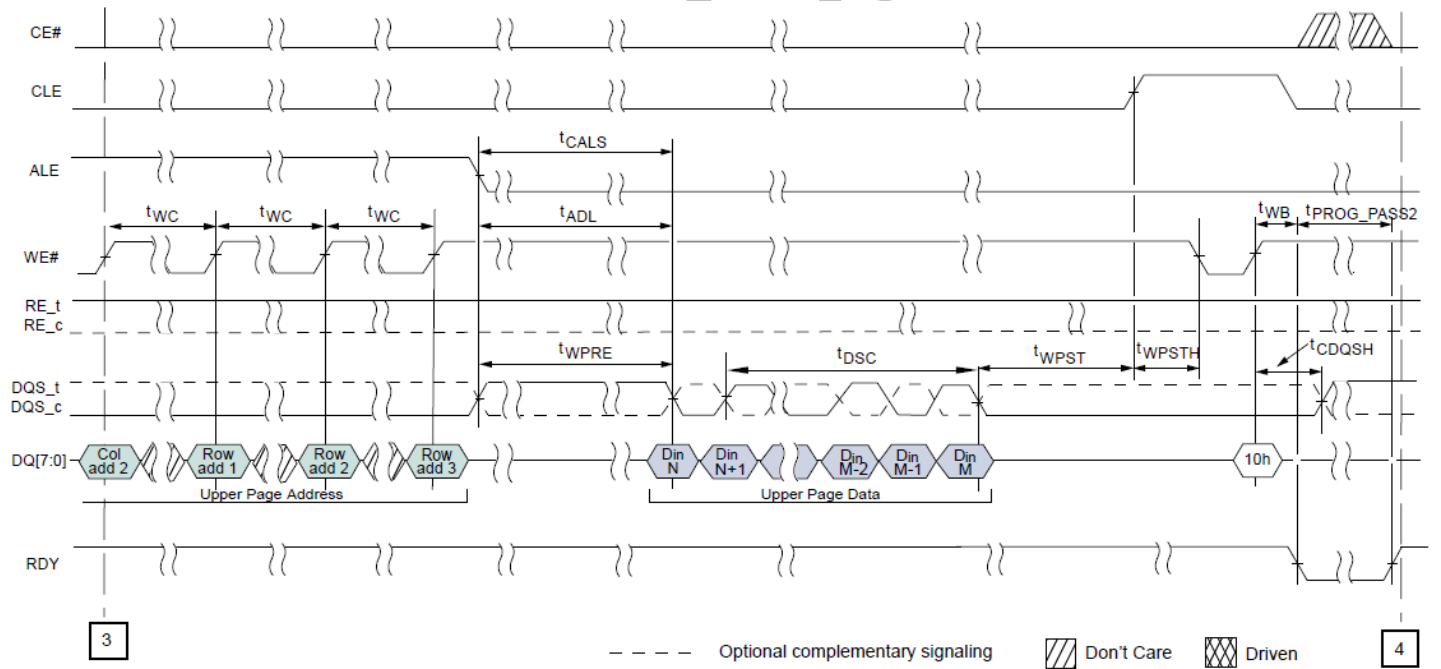 CE#
CLE
tCALS
ALE
tWC tWC tWC tADL tWB tPROG_PASS2
WE#
RE_t
RE_c
tWPRE tDSC tWPST tWPSTH tCDQSH
DQS_t
DQS_c
DQ[7:0] Col add 2 Row add 1 Row add 2 Row add 3 Din N Din N+1 Din M-2 Din M-1 Din M 10h
Upper Page Address Upper Page Data
RDY
3 Optional complementary signaling Don't Care Driven 4